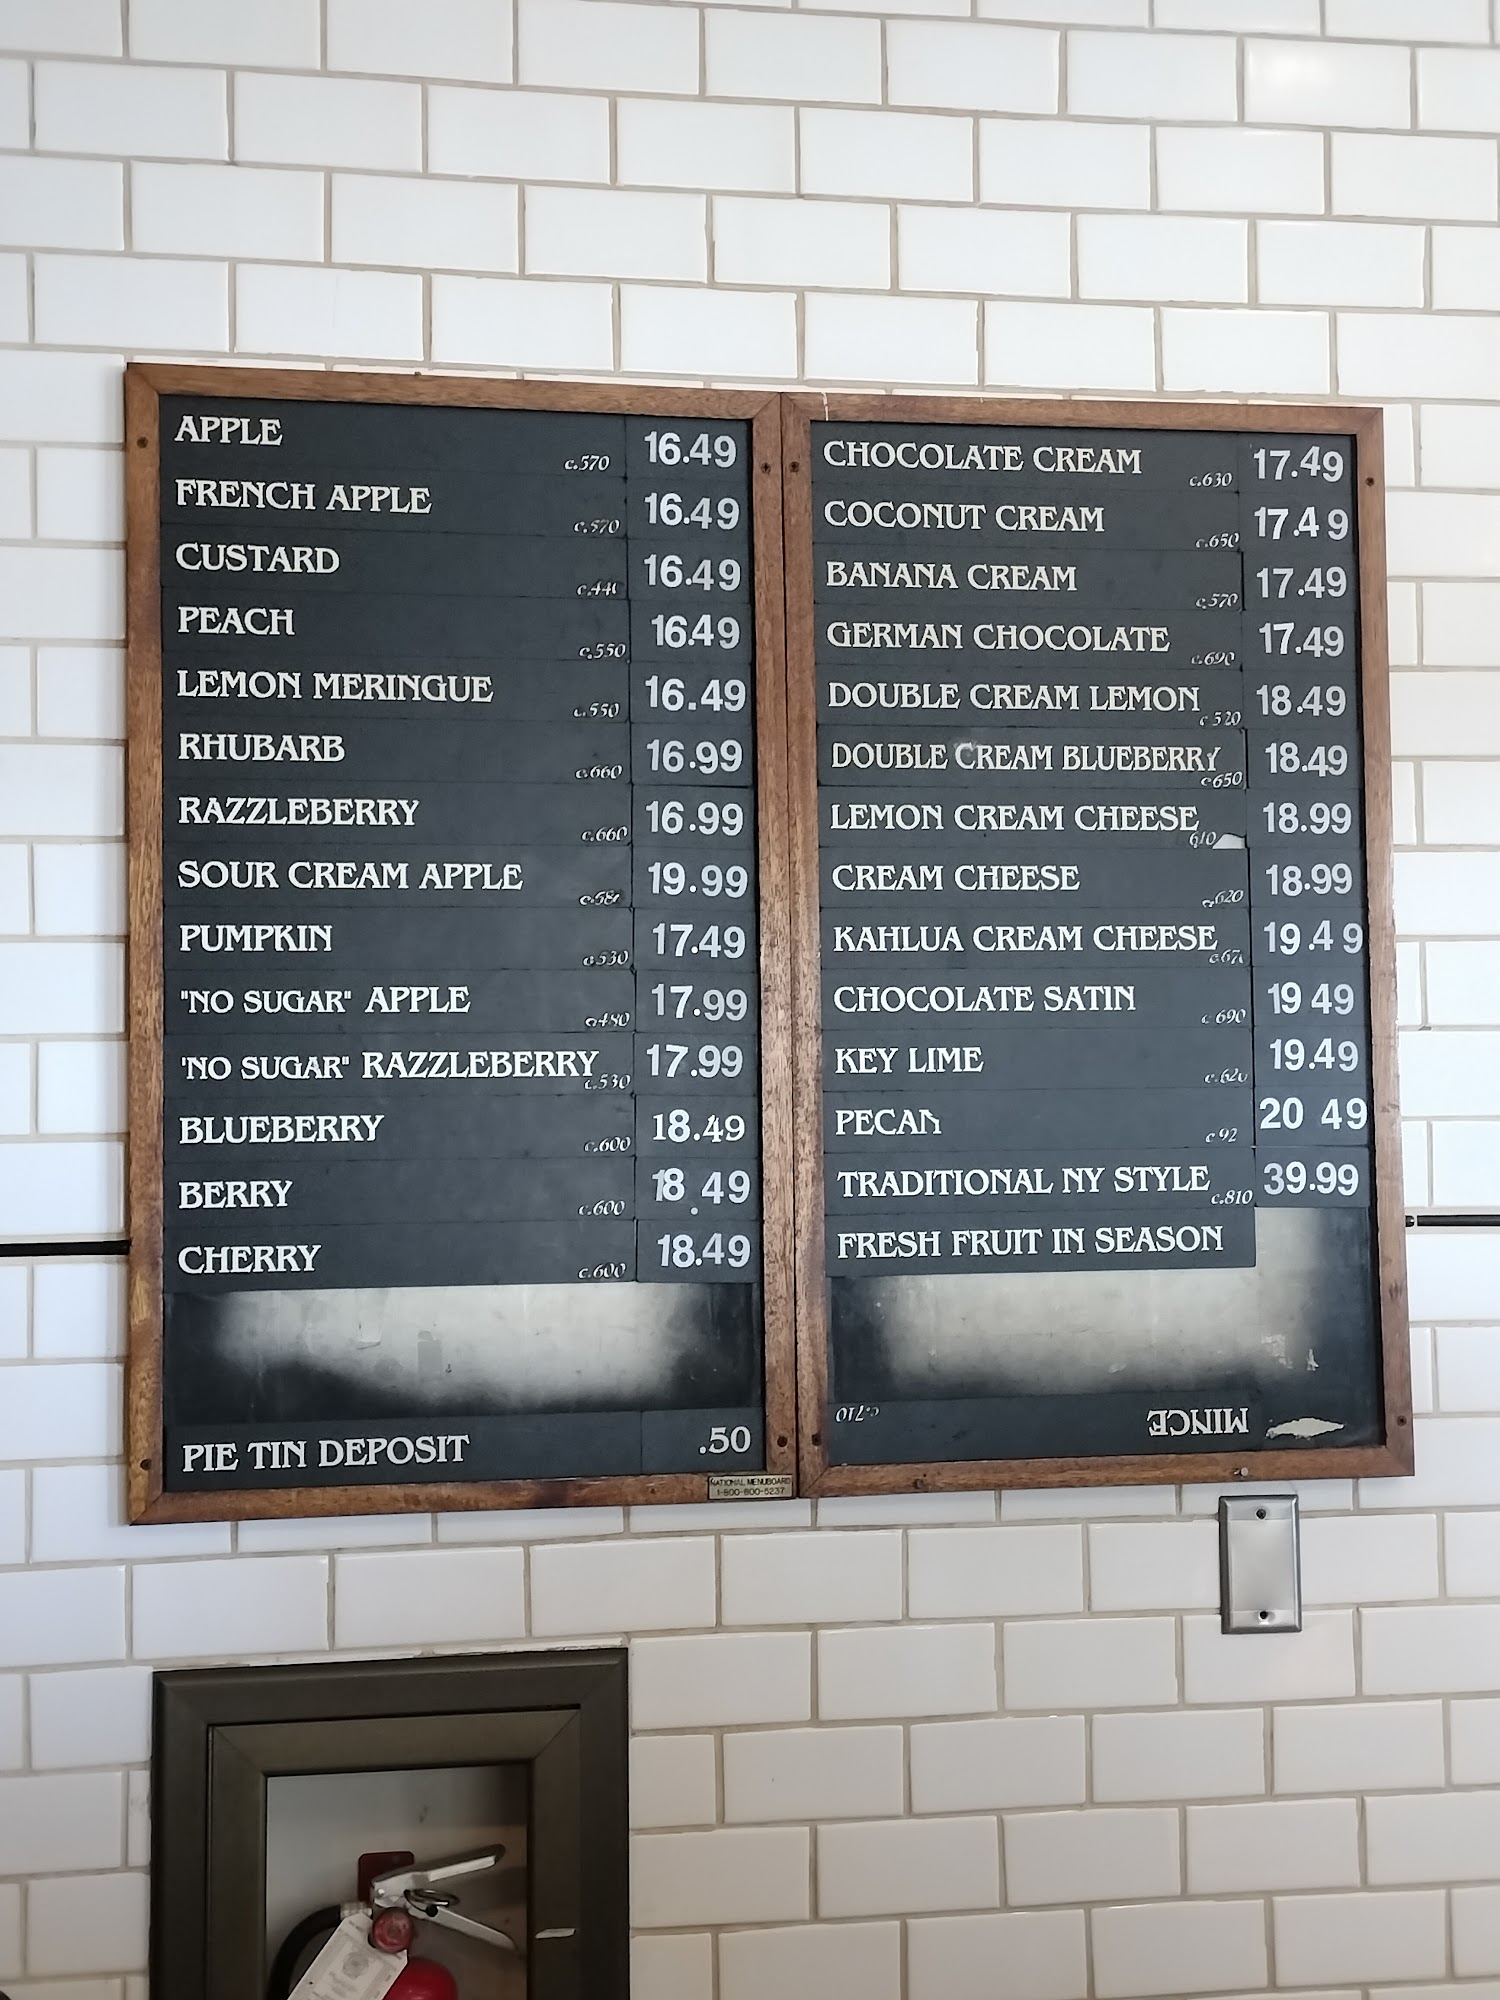 APPLE c.570 16.49
FRENCH APPLE c.570 16.49
CUSTARD c.440 16.49
PEACH c.550 16.49
LEMON MERINGUE c.550 16.49
RHUBARB c.660 16.99
RAZZLEBERRY c.660 16.99
SOUR CREAM APPLE 19.99
PUMPKIN c.530 17.49
"NO SUGAR" APPLE c.480 17.99
"NO SUGAR" RAZZLEBERRY c.530 17.99
BLUEBERRY c.600 18.49
BERRY c.600 18.49
CHERRY c.600 18.49
PIE TIN DEPOSIT .50
NATIONAL MENUBOARD
1-800-800-5237
CHOCOLATE CREAM c.630 17.49
COCONUT CREAM c.650 17.49
BANANA CREAM c.570 17.49
GERMAN CHOCOLATE c.690 17.49
DOUBLE CREAM LEMON c 520 18.49
DOUBLE CREAM BLUEBERRY c650 18.49
LEMON CREAM CHEESE 610 18.99
CREAM CHEESE c.620 18.99
KAHLUA CREAM CHEESE 19.49
CHOCOLATE SATIN c 690 19 49
KEY LIME c.620 19.49
PECAN c 92 20 49
TRADITIONAL NY STYLE c.810 39.99
FRESH FRUIT IN SEASON
MINCE c.710